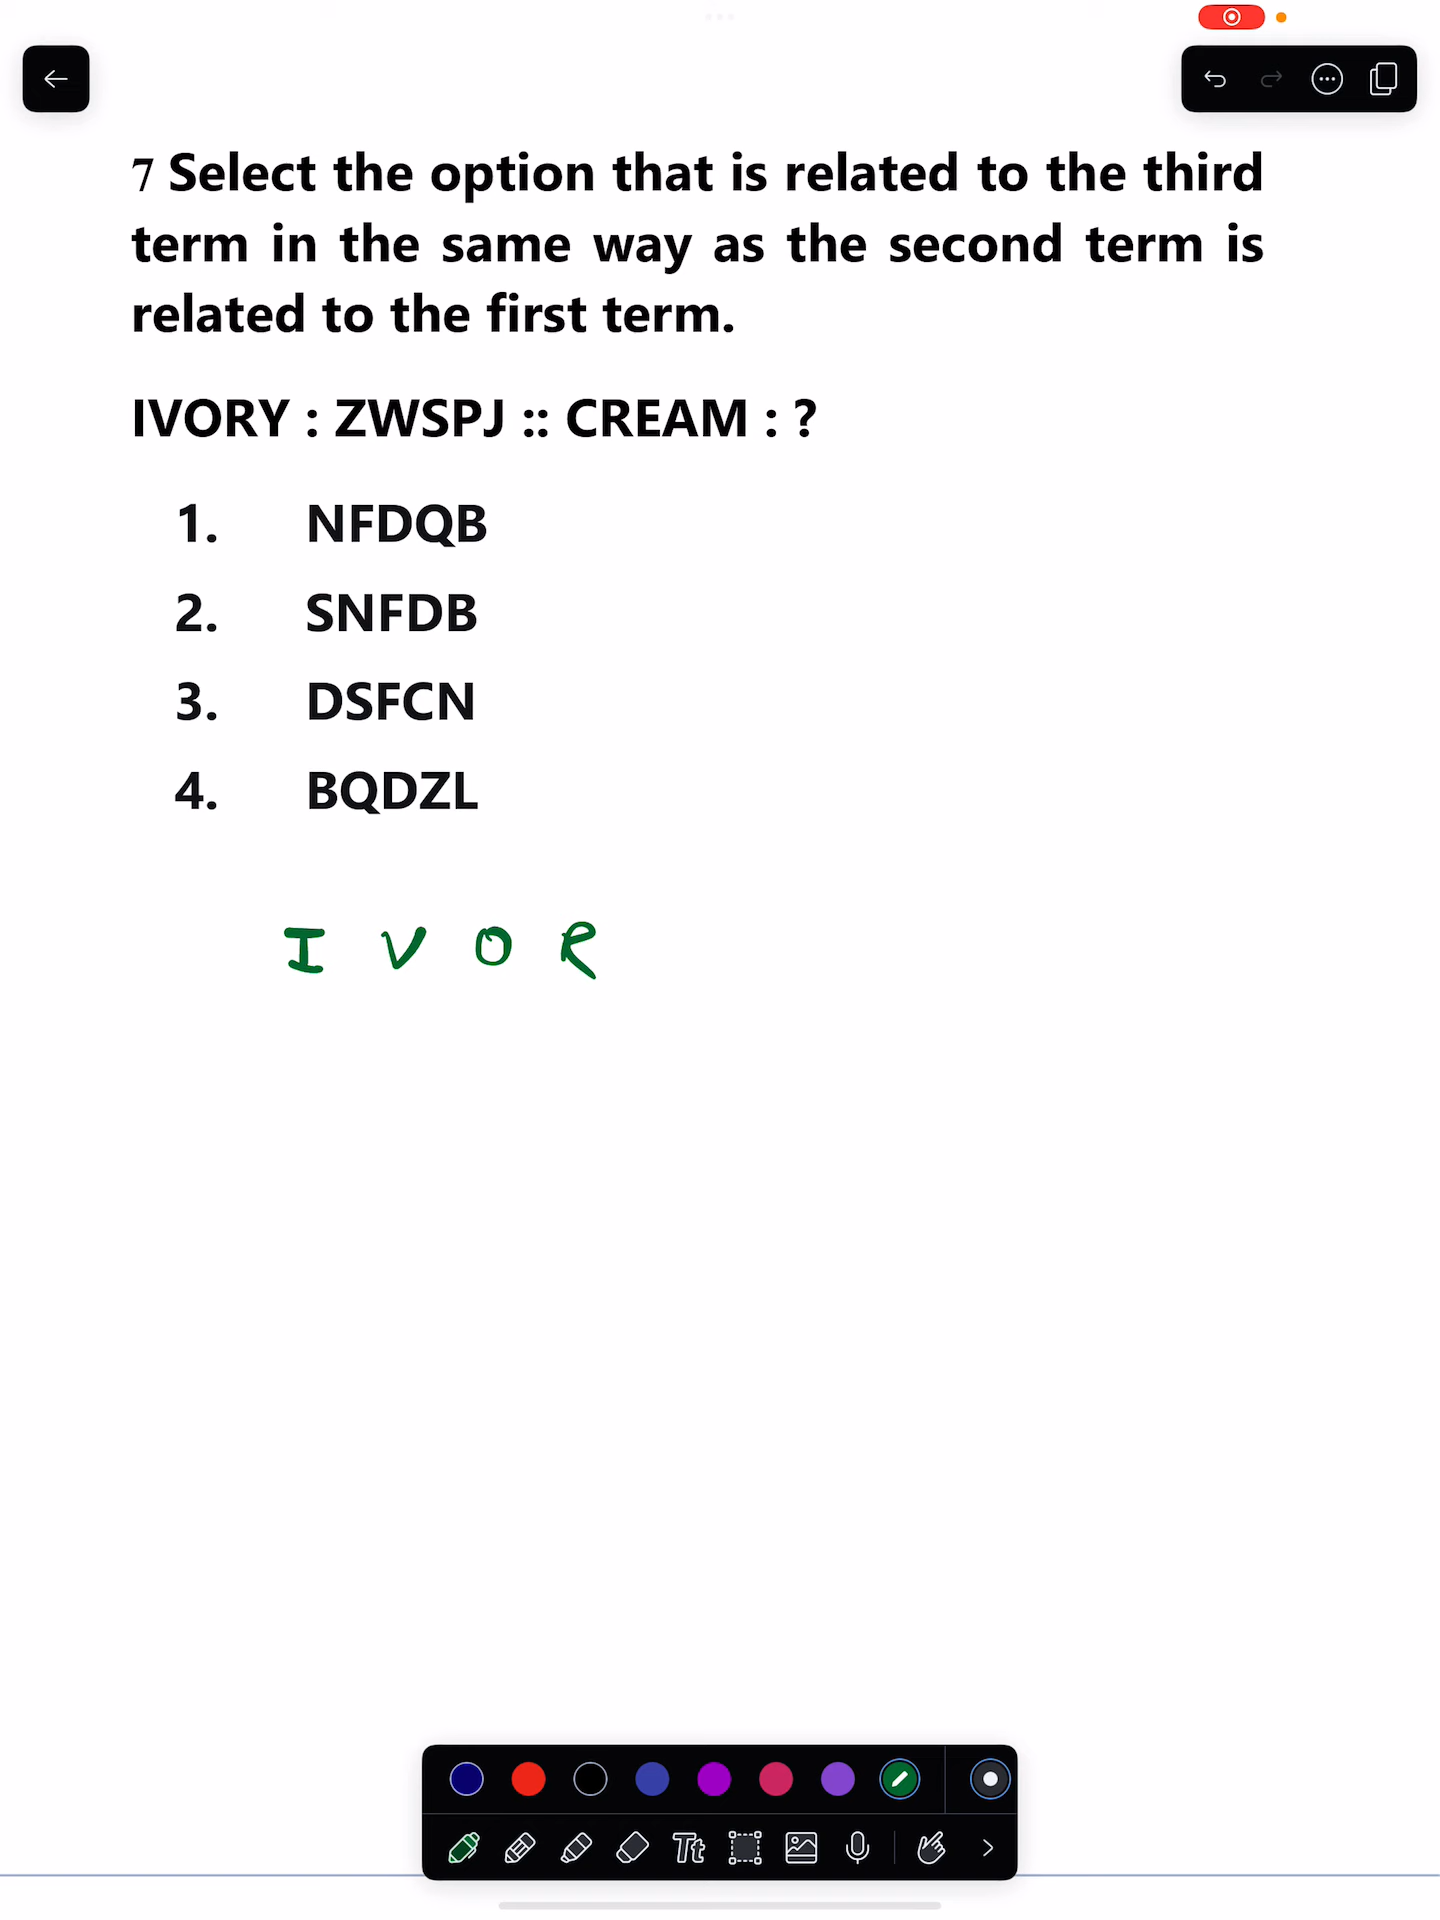 7 Select the option that is related to the third
term in the same way as the second term is
related to the first term.
IVORY : ZWSPJ :: CREAM : ?
1. NFDQB
2. SNFDB
3. DSFCN
4. BQDZL
I V O R
Tt